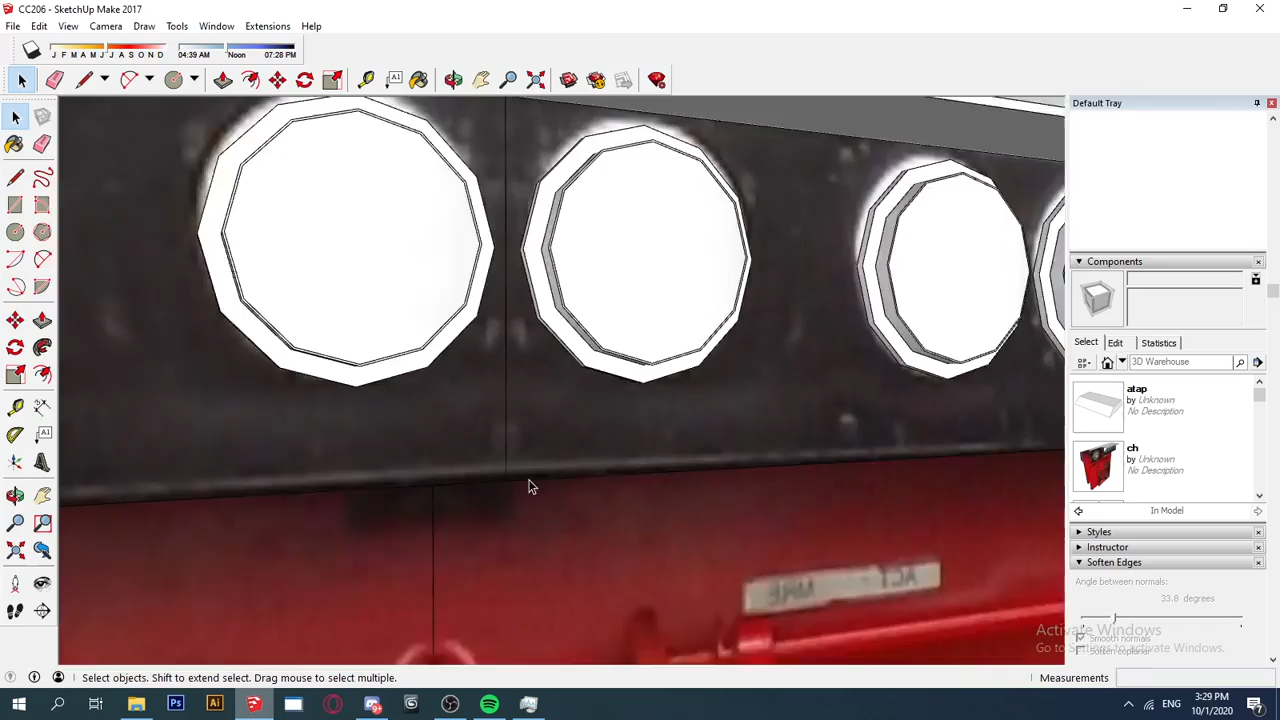 CC206 - SketchUp Make 2017
File Edit View Camera Draw Tools Window Extensions Help
J F M A M J J A S O N D
04:39 AM Noon 07:28 PM
Default Tray
Components
Select Edit Statistics
3D Warehouse
atap
by Unknown
No Description
ch
by Unknown
No Description
In Model
Styles
Instructor
Soften Edges
Angle between normals:
33.8 degrees
Smooth normals
Soften coplanar
Activate Windows
Go to Settings to activate Windows.
Select objects. Shift to extend select. Drag mouse to select multiple.
Measurements
ENG
3:29 PM
10/1/2020